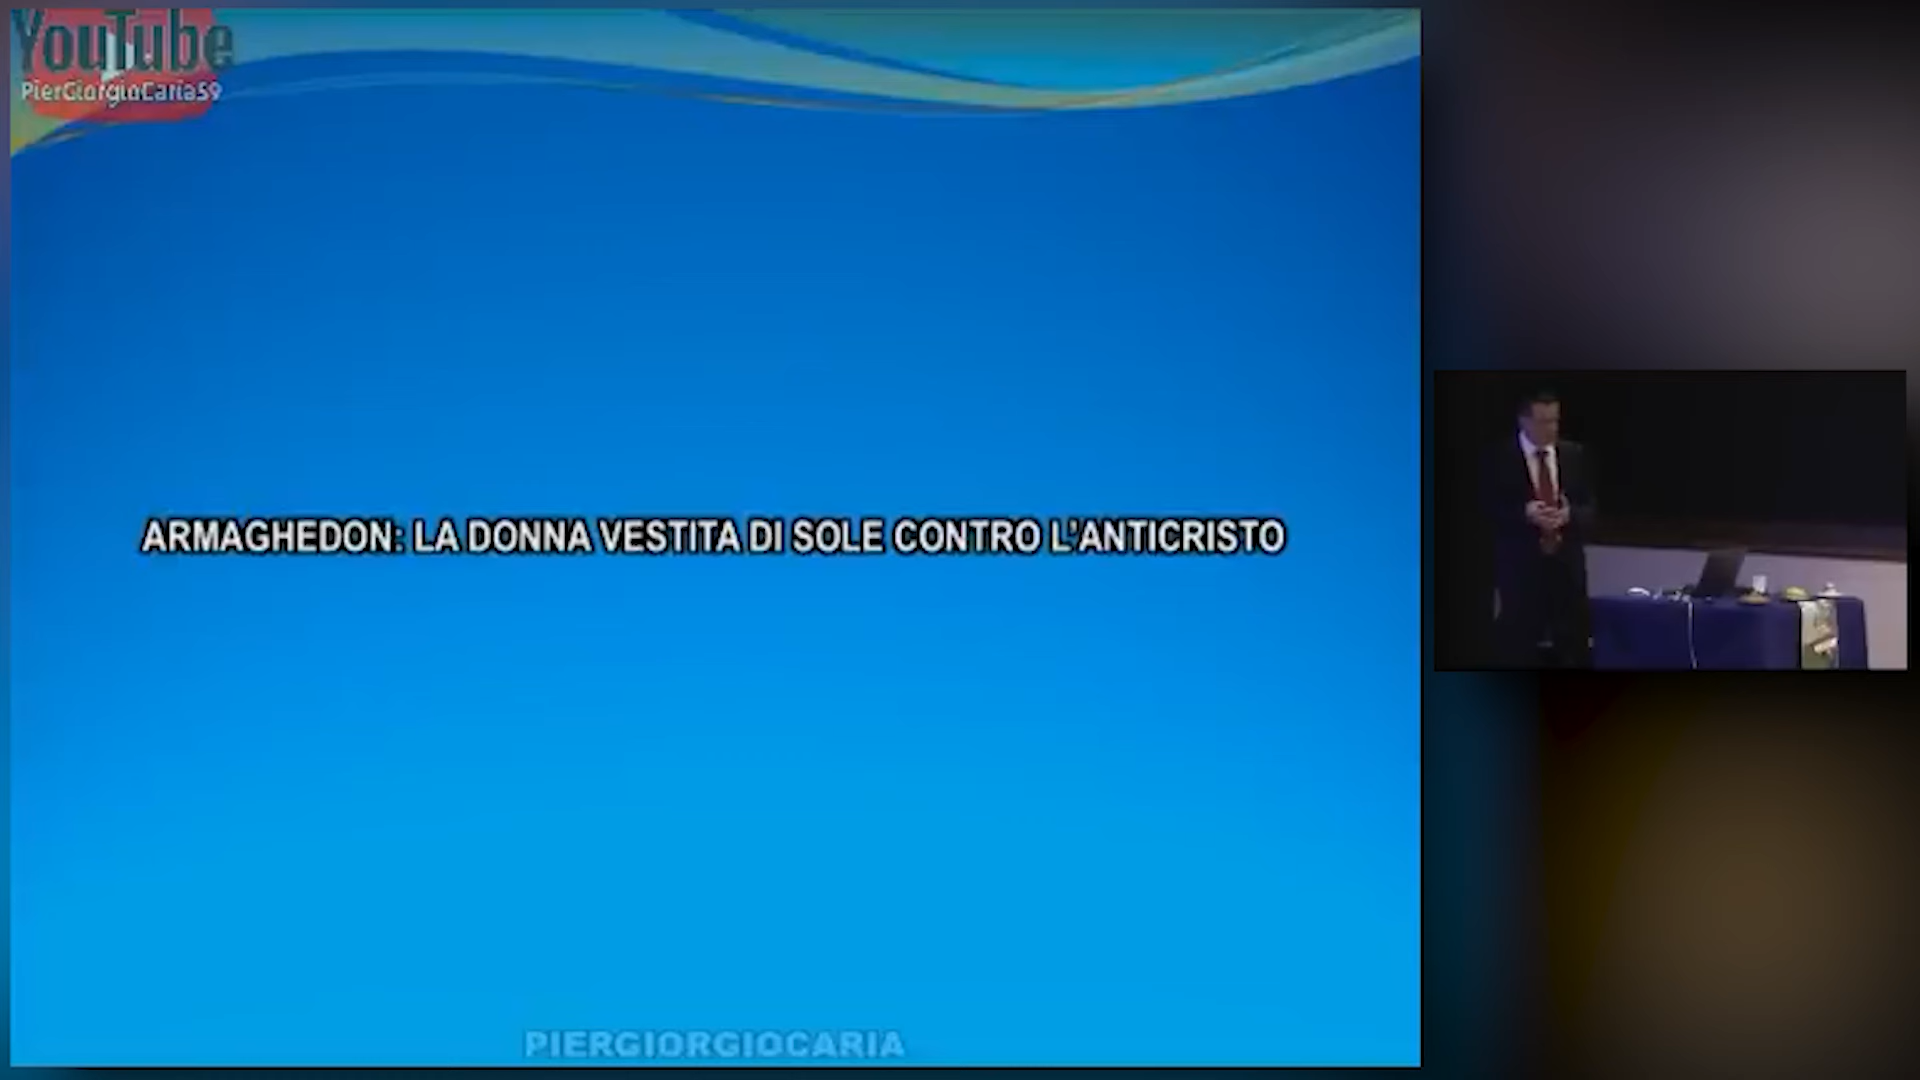 YouTube
PierGiorgioCaria59
ARMAGHEDON: LA DONNA VESTITA DI SOLE CONTRO L'ANTICRISTO
PIERGIORGIOCARIA